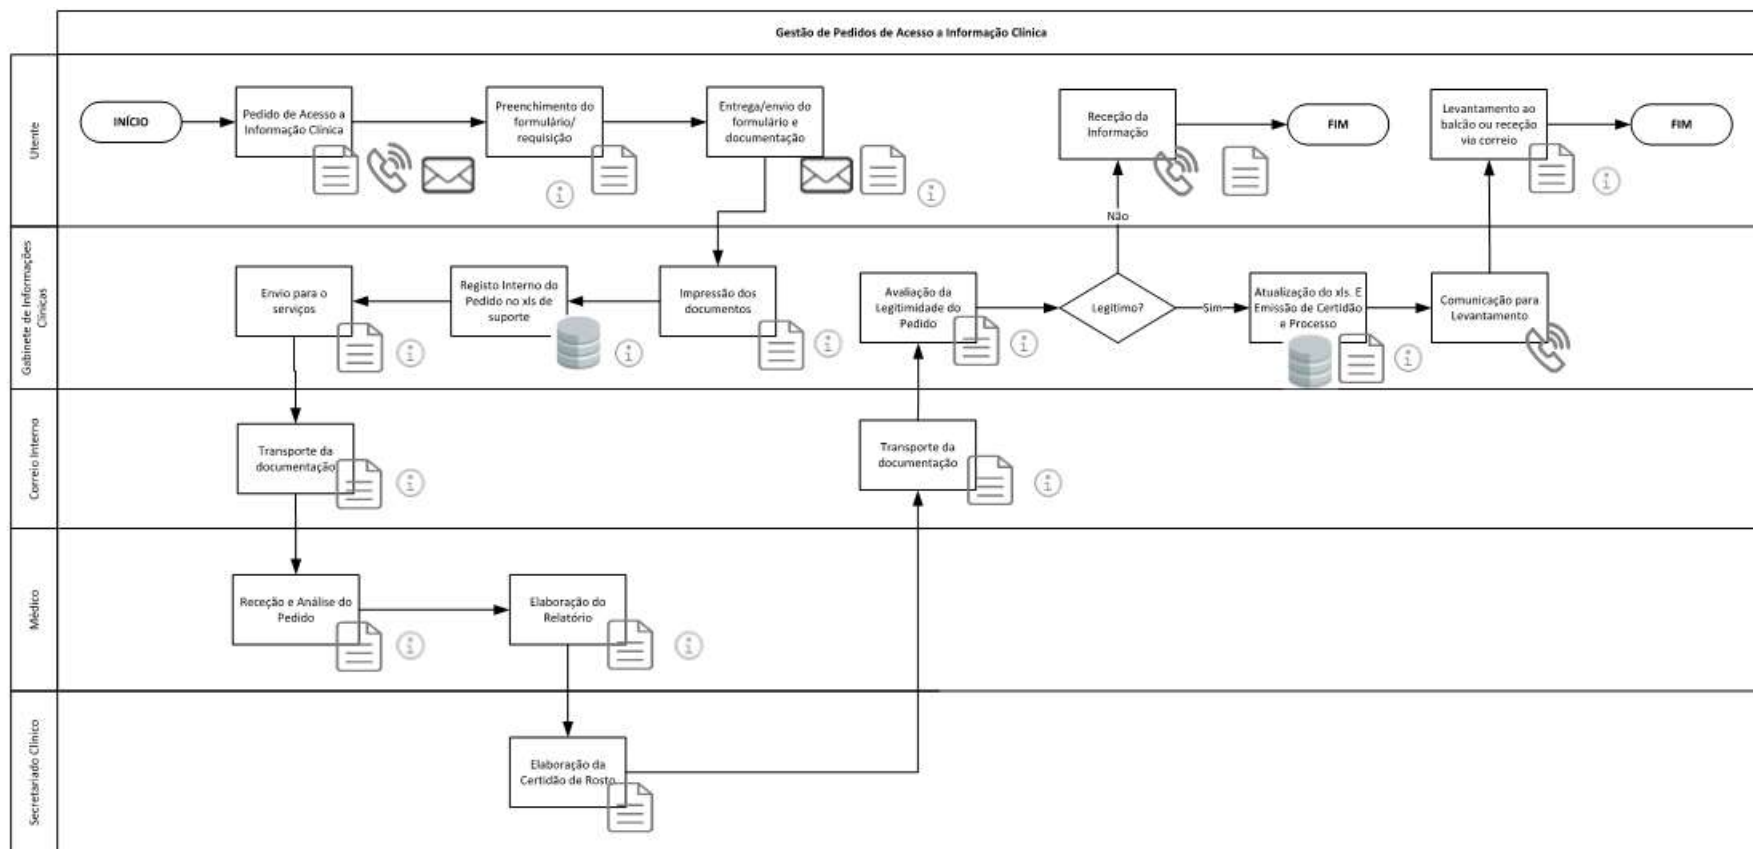 Gestão de Pedidos de Acesso a Informação Clínica
Utente
INÍCIO
Pedido de Acesso a
Informação Clínica
Preenchimento do
formulário/
requisição
Entrega/envio do
formulário e
documentação
Receção da
Informação
FIM
Levantamento ao
balcão ou receção
via correio
FIM
i
i
i
Não
Gabinete de Informações
Clínicas
Envio para o
serviços
Registo Interno do
Pedido no xls de
suporte
Impressão dos
documentos
Avaliação da
Legitimidade do
Pedido
Legitimo?
Sim
Atualização do xls. E
Emissão de Certidão
e Processo
Comunicação para
Levantamento
i
i
i
i
i
Correio Interno
Transporte da
documentação
Transporte da
documentação
i
i
Médico
Receção e Análise do
Pedido
Elaboração do
Relatório
i
i
Secretariado Clínico
Elaboração da
Certidão de Rosto